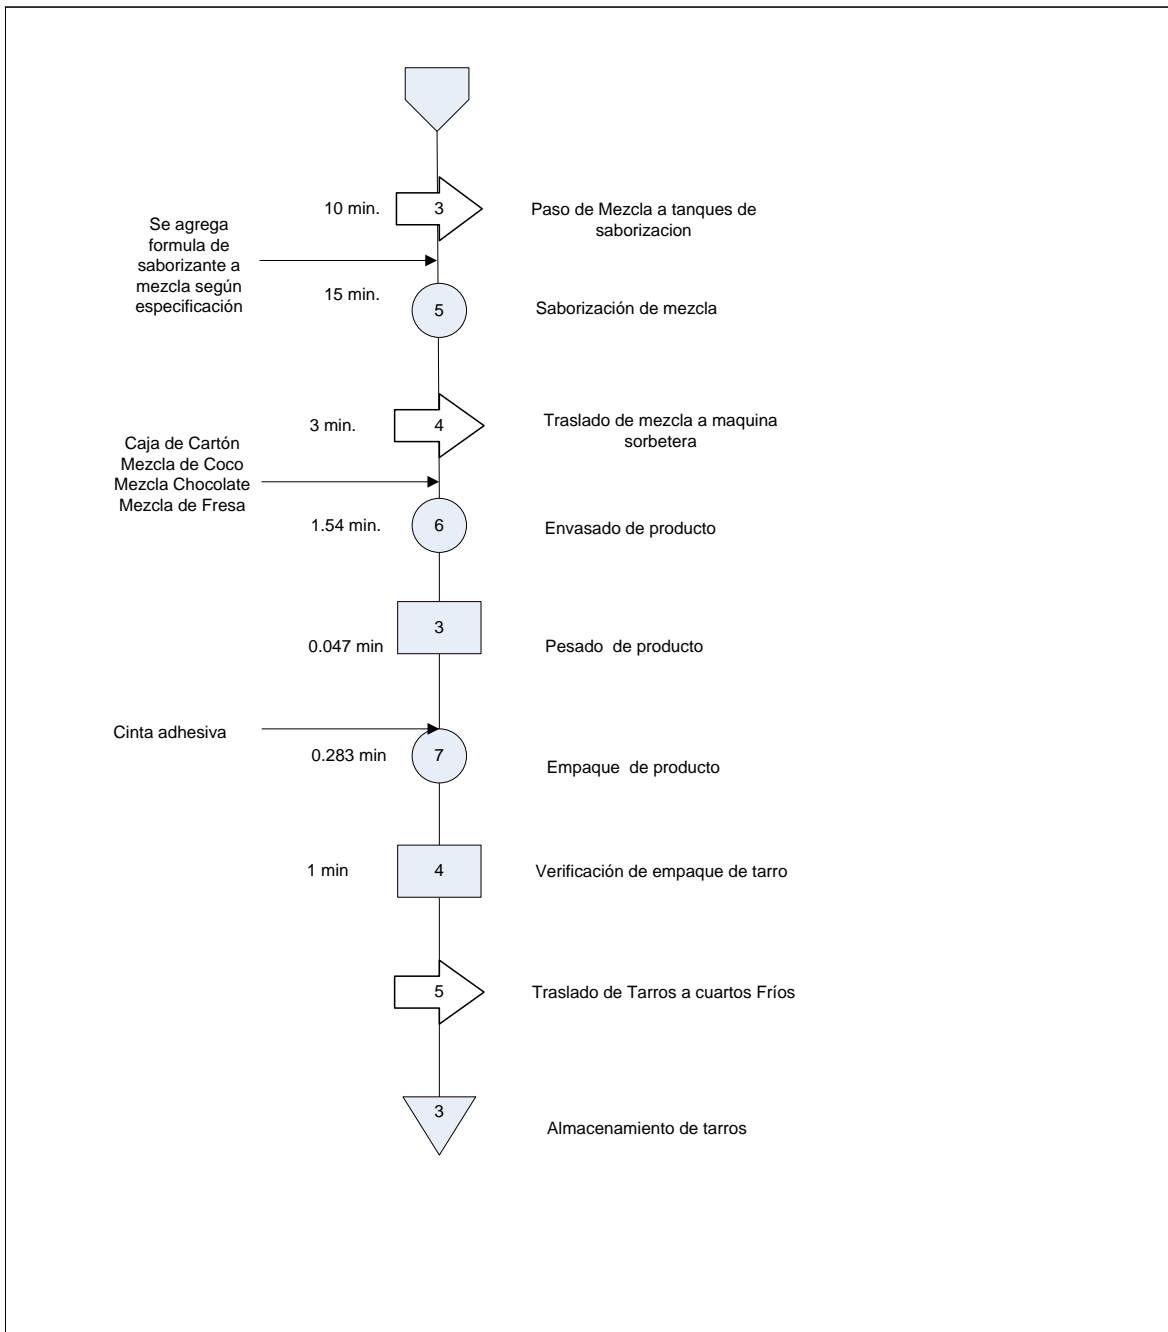 10 min.
3
Paso de Mezcla a tanques de
saborizacion
Se agrega
formula de
saborizante a
mezcla según
especificación
15 min.
5
Saborización de mezcla
3 min.
4
Traslado de mezcla a maquina
sorbetera
Caja de Cartón
Mezcla de Coco
Mezcla Chocolate
Mezcla de Fresa
1.54 min.
6
Envasado de producto
0.047 min
3
Pesado  de producto
Cinta adhesiva
0.283 min
7
Empaque  de producto
1 min
4
Verificación de empaque de tarro
5
Traslado de Tarros a cuartos Fríos
3
Almacenamiento de tarros